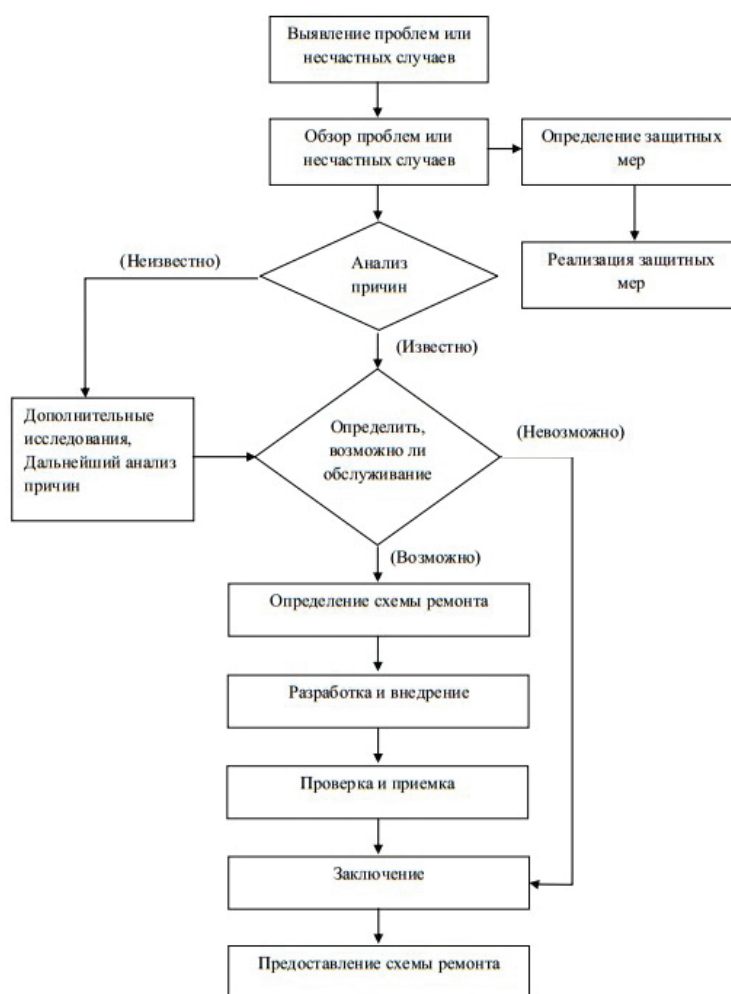 Выявление проблем или
несчастных случаев
Обзор проблем или
несчастных случаев
Определение защитных
мер
Реализация защитных
мер
(Неизвестно)
Анализ
причин
(Известно)
Дополнительные
исследования,
Дальнейший анализ
причин
Определить,
возможно ли
обслуживание
(Невозможно)
(Возможно)
Определение схемы ремонта
Разработка и внедрение
Проверка и приемка
Заключение
Предоставление схемы ремонта